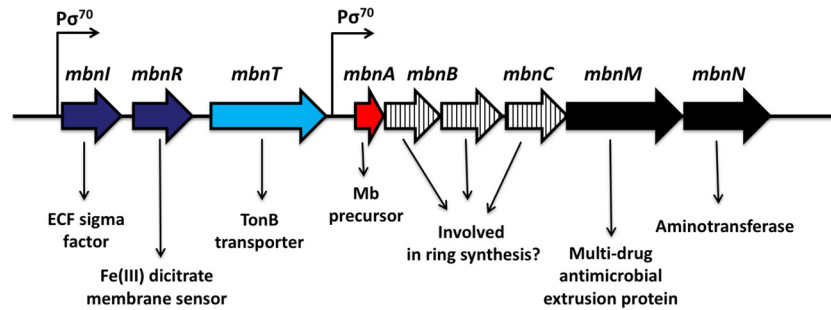 Pσ⁷⁰
Pσ⁷⁰
mbnI
mbnR
mbnT
mbnA
mbnB
mbnC
mbnM
mbnN
ECF sigma
factor
Fe(III) dicitrate
membrane sensor
TonB
transporter
Mb
precursor
Involved
in ring synthesis?
Multi-drug
antimicrobial
extrusion protein
Aminotransferase